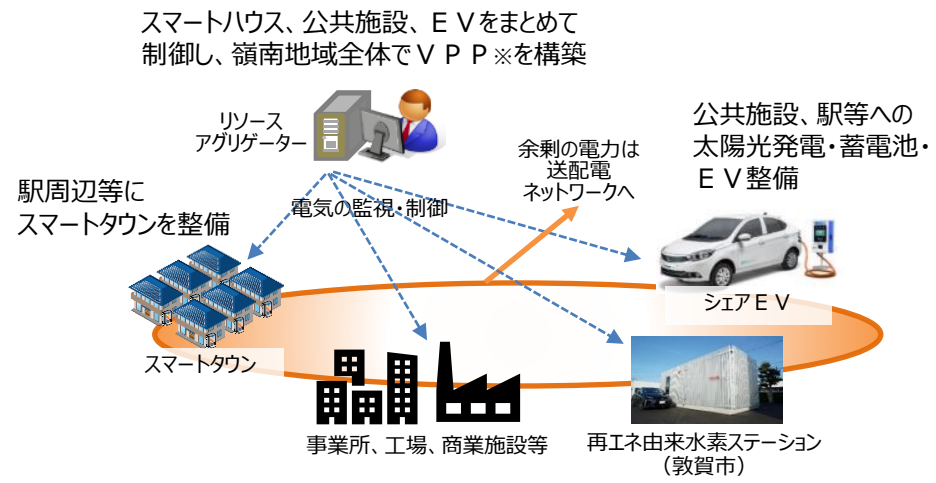 スマートハウス、公共施設、ＥＶをまとめて
制御し、嶺南地域全体でＶＰＰ※を構築
リソース
アグリゲーター
公共施設、駅等への
太陽光発電・蓄電池・
ＥＶ整備
余剰の電力は
送配電
ネットワークへ
駅周辺等に
スマートタウンを整備
電気の監視・制御
シェアＥＶ
スマートタウン
事業所、工場、商業施設等
再エネ由来水素ステーション
（敦賀市）